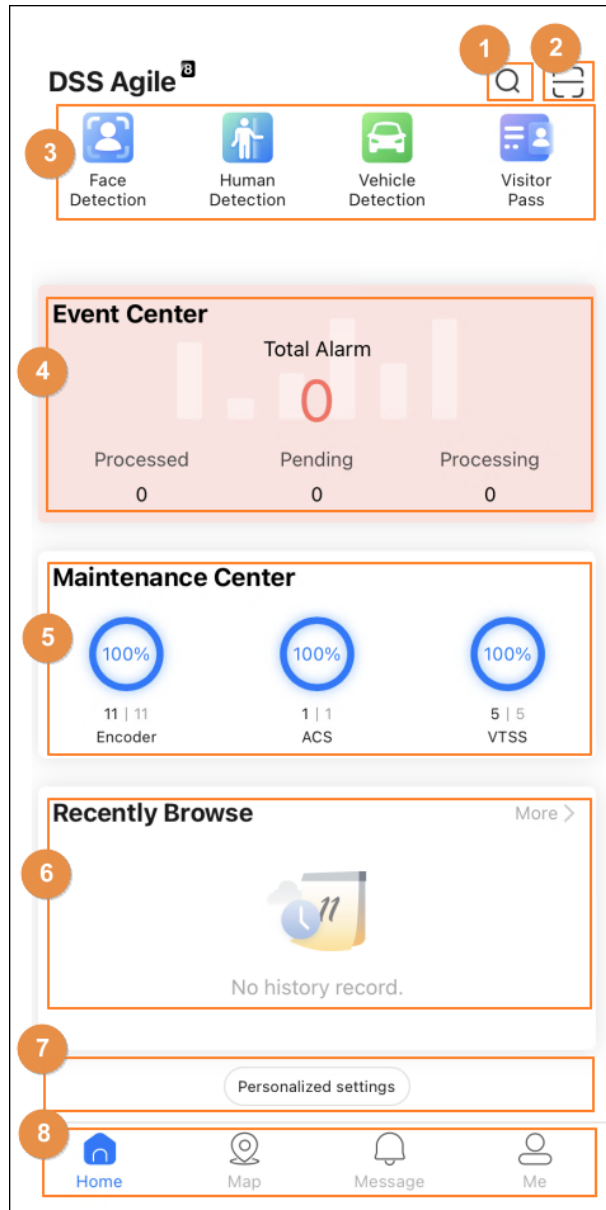 1
2
DSS Agile 8
3
Face Detection
Human Detection
Vehicle Detection
Visitor Pass
Event Center
4
Total Alarm
0
Processed
Pending
Processing
0
0
0
Maintenance Center
5
100%
100%
100%
11 | 11
1 | 1
5 | 5
Encoder
ACS
VTSS
Recently Browse
More >
6
11
No history record.
7
Personalized settings
8
Home
Map
Message
Me